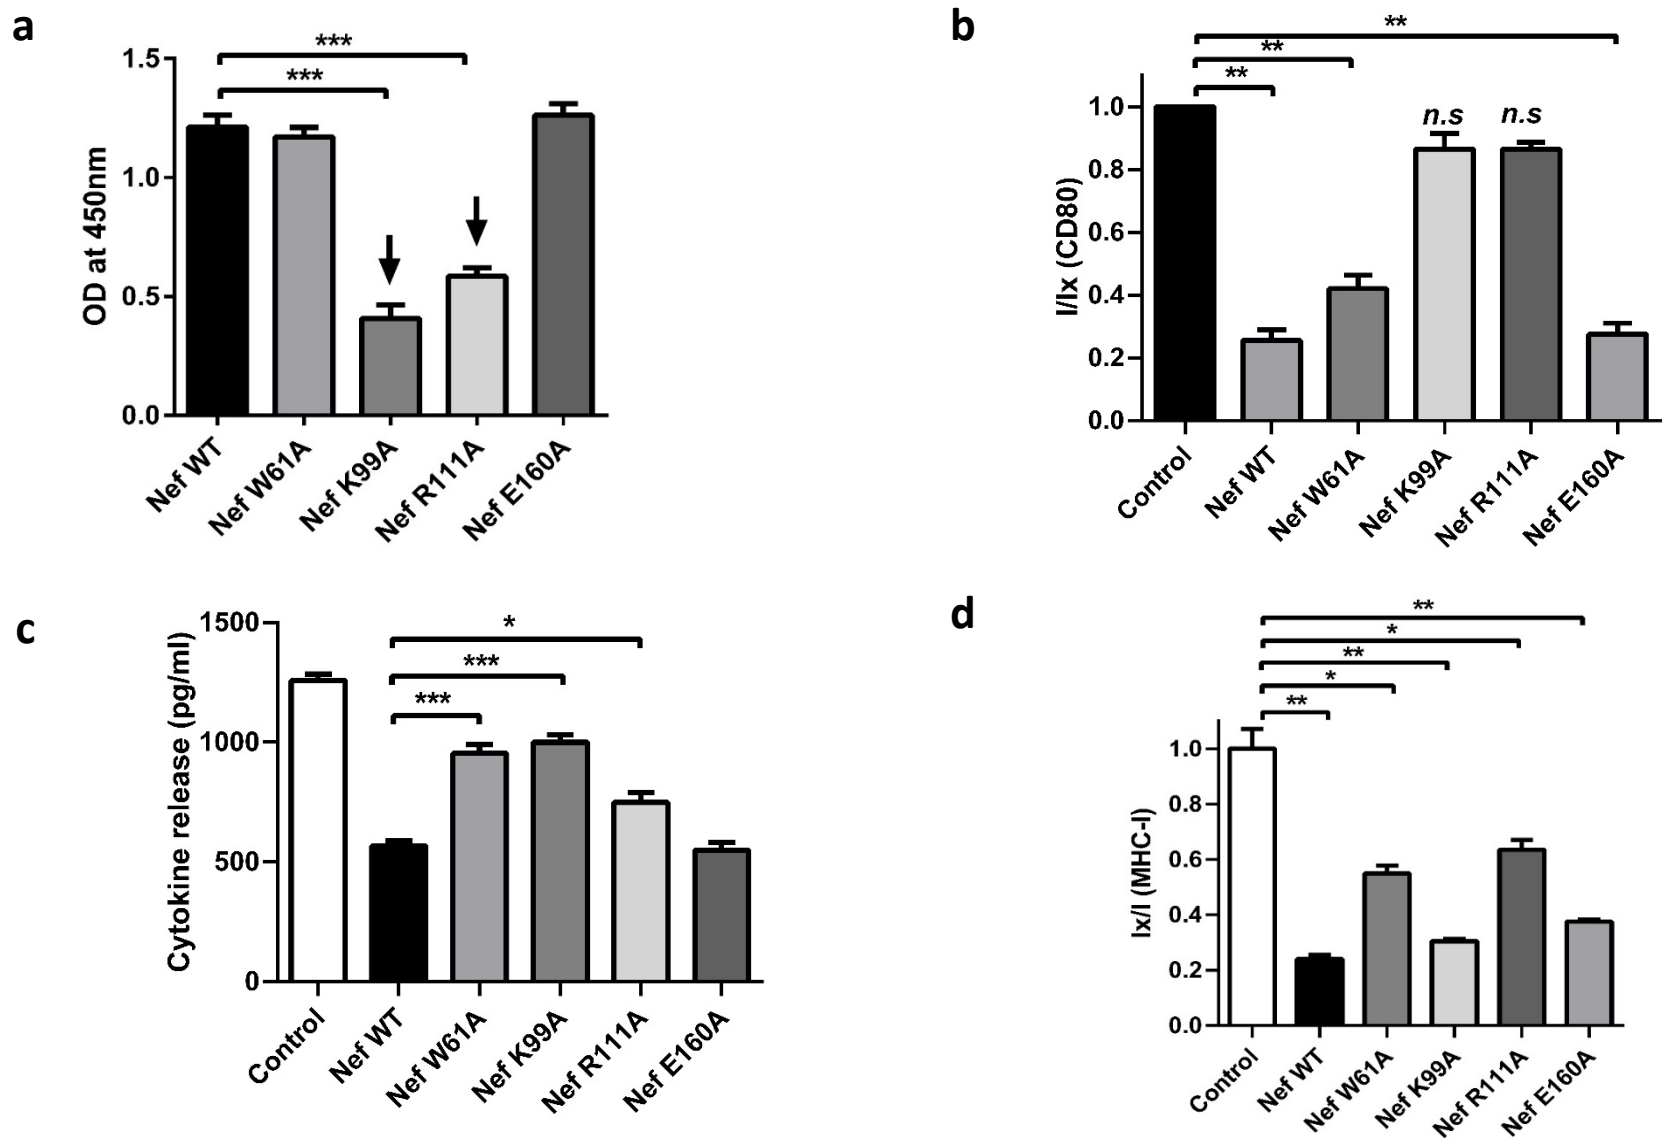 a
***
***
1.5
1.0
0.5
0.0
OD at 450nm
Nef WT
Nef W61A
Nef K99A
Nef R111A
Nef E160A
b
**
**
**
n.s
n.s
1.0
0.8
0.6
0.4
0.2
0.0
I/Ix (CD80)
Control
Nef WT
Nef W61A
Nef K99A
Nef R111A
Nef E160A
c
*
***
***
1500
1000
500
0
Cytokine release (pg/ml)
Control
Nef WT
Nef W61A
Nef K99A
Nef R111A
Nef E160A
d
**
*
**
*
**
1.0
0.8
0.6
0.4
0.2
0.0
Ix/I (MHC-I)
Control
Nef WT
Nef W61A
Nef K99A
Nef R111A
Nef E160A